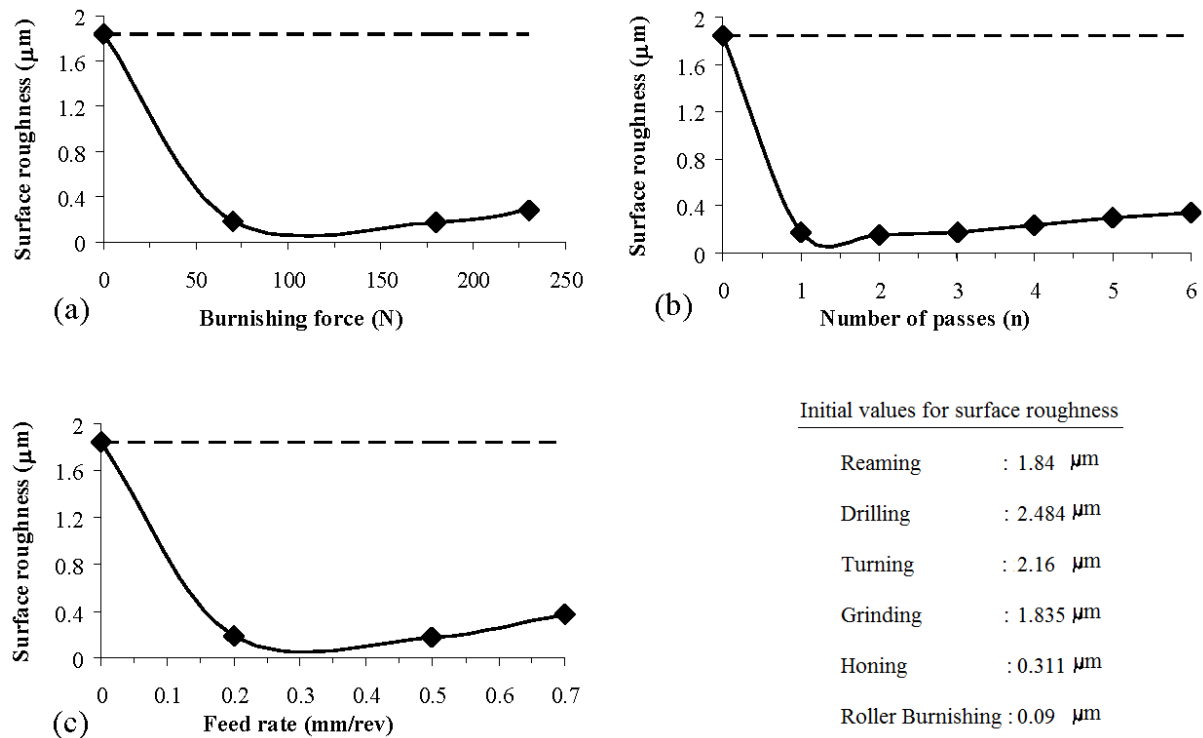 Surface roughness (μm)
2
1.6
1.2
0.8
0.4
0
0 50 100 150 200 250
Burnishing force (N)
(a)
Surface roughness (μm)
2
1.6
1.2
0.8
0.4
0
0 1 2 3 4 5 6
Number of passes (n)
(b)
Surface roughness (μm)
2
1.6
1.2
0.8
0.4
0
0 0.1 0.2 0.3 0.4 0.5 0.6 0.7
Feed rate (mm/rev)
(c)
Initial values for surface roughness
Reaming : 1.84 μm
Drilling : 2.484 μm
Turning : 2.16 μm
Grinding : 1.835 μm
Honing : 0.311 μm
Roller Burnishing : 0.09 μm